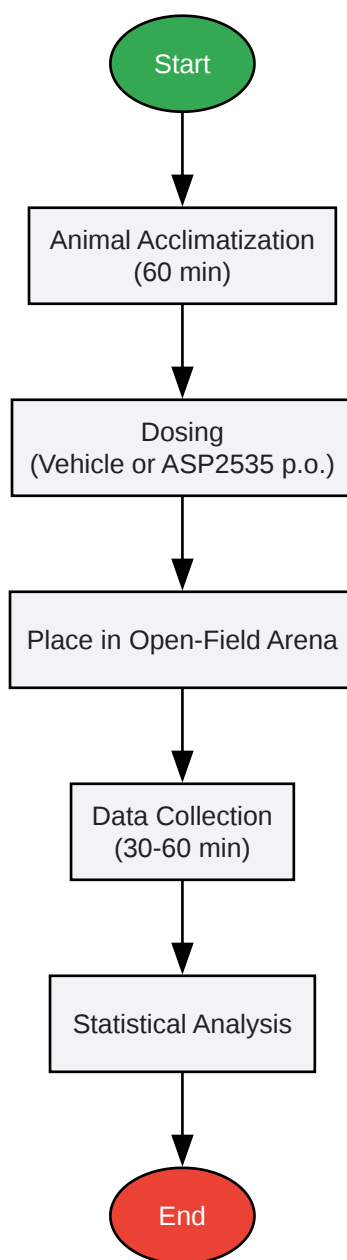 Start
Animal Acclimatization
(60 min)
Dosing
(Vehicle or ASP2535 p.o.)
Place in Open-Field Arena
Data Collection
(30-60 min)
Statistical Analysis
End